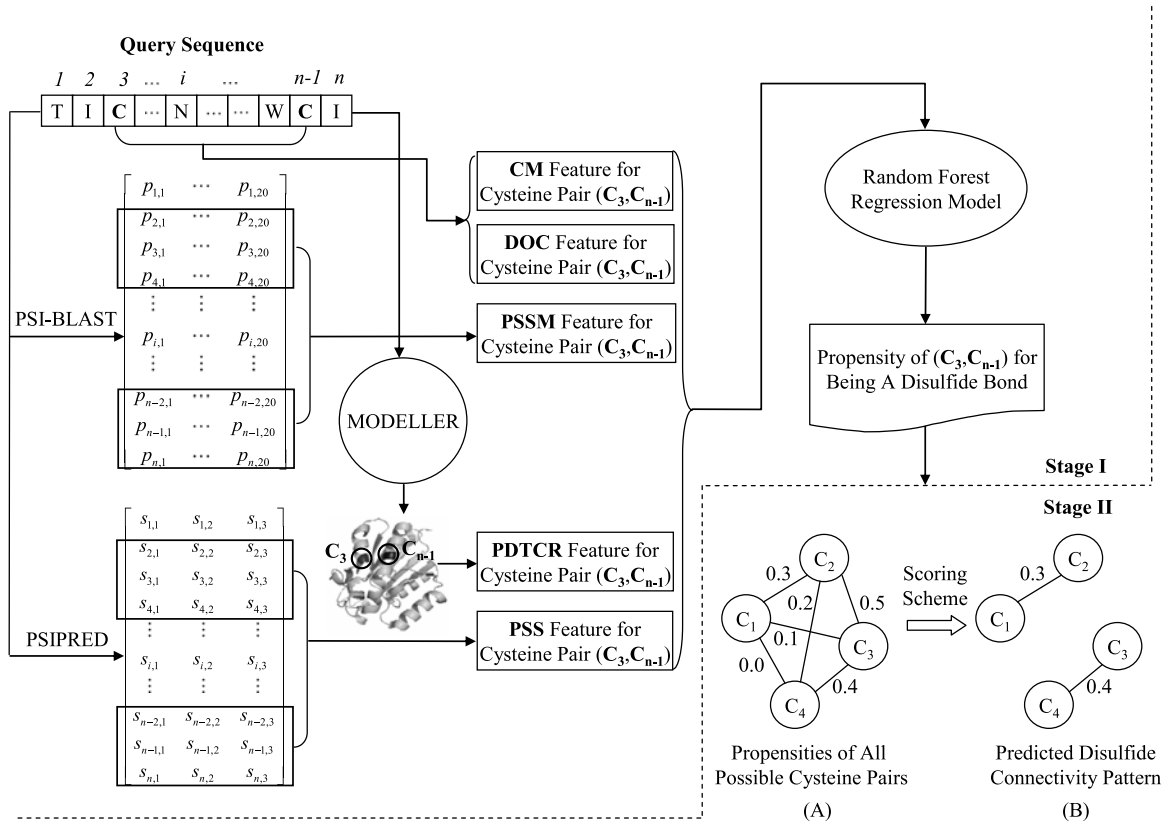 Query Sequence
1 2 3 ... i ... n-1 n
T I C ... N ... ... W C I
p1,1 ... p1,20
p2,1 ... p2,20
p3,1 ... p3,20
p4,1 ... p4,20
⋮ ⋮ ⋮
pi,1 pi,20
⋮ ⋮ ⋮
pn−2,1 ... pn−2,20
pn−1,1 ... pn−1,20
pn,1 ... pn,20
PSI-BLAST
s1,1 s1,2 s1,3
s2,1 s2,2 s2,3
s3,1 s3,2 s3,3
s4,1 s4,2 s4,3
⋮ ⋮ ⋮
si,1 si,2 si,3
⋮ ⋮ ⋮
sn−2,1 sn−2,2 sn−2,3
sn−1,1 sn−1,2 sn−1,3
sn,1 sn,2 sn,3
PSIPRED
MODELLER
C3
Cn-1
CM Feature for
Cysteine Pair (C3,Cn-1)
DOC Feature for
Cysteine Pair (C3,Cn-1)
PSSM Feature for
Cysteine Pair (C3,Cn-1)
PDTCR Feature for
Cysteine Pair (C3,Cn-1)
PSS Feature for
Cysteine Pair (C3,Cn-1)
Random Forest
Regression Model
Propensity of (C3,Cn-1) for
Being A Disulfide Bond
Stage I
Stage II
C2
0.3
0.2
0.5
C1
0.1
C3
0.0
0.4
C4
Propensities of All
Possible Cysteine Pairs
(A)
Scoring
Scheme
C2
0.3
C1
C3
0.4
C4
Predicted Disulfide
Connectivity Pattern
(B)